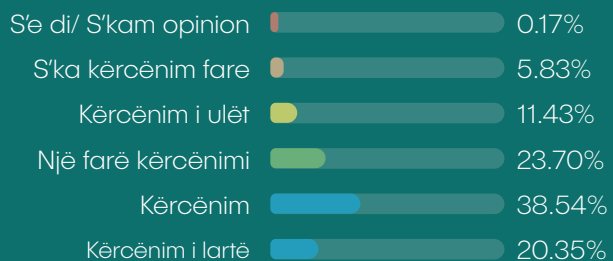 S'e di/ S'kam opinion 0.17%
S'ka kërcënim fare 5.83%
Kërcënim i ulët 11.43%
Një farë kërcënimi 23.70%
Kërcënim 38.54%
Kërcënim i lartë 20.35%